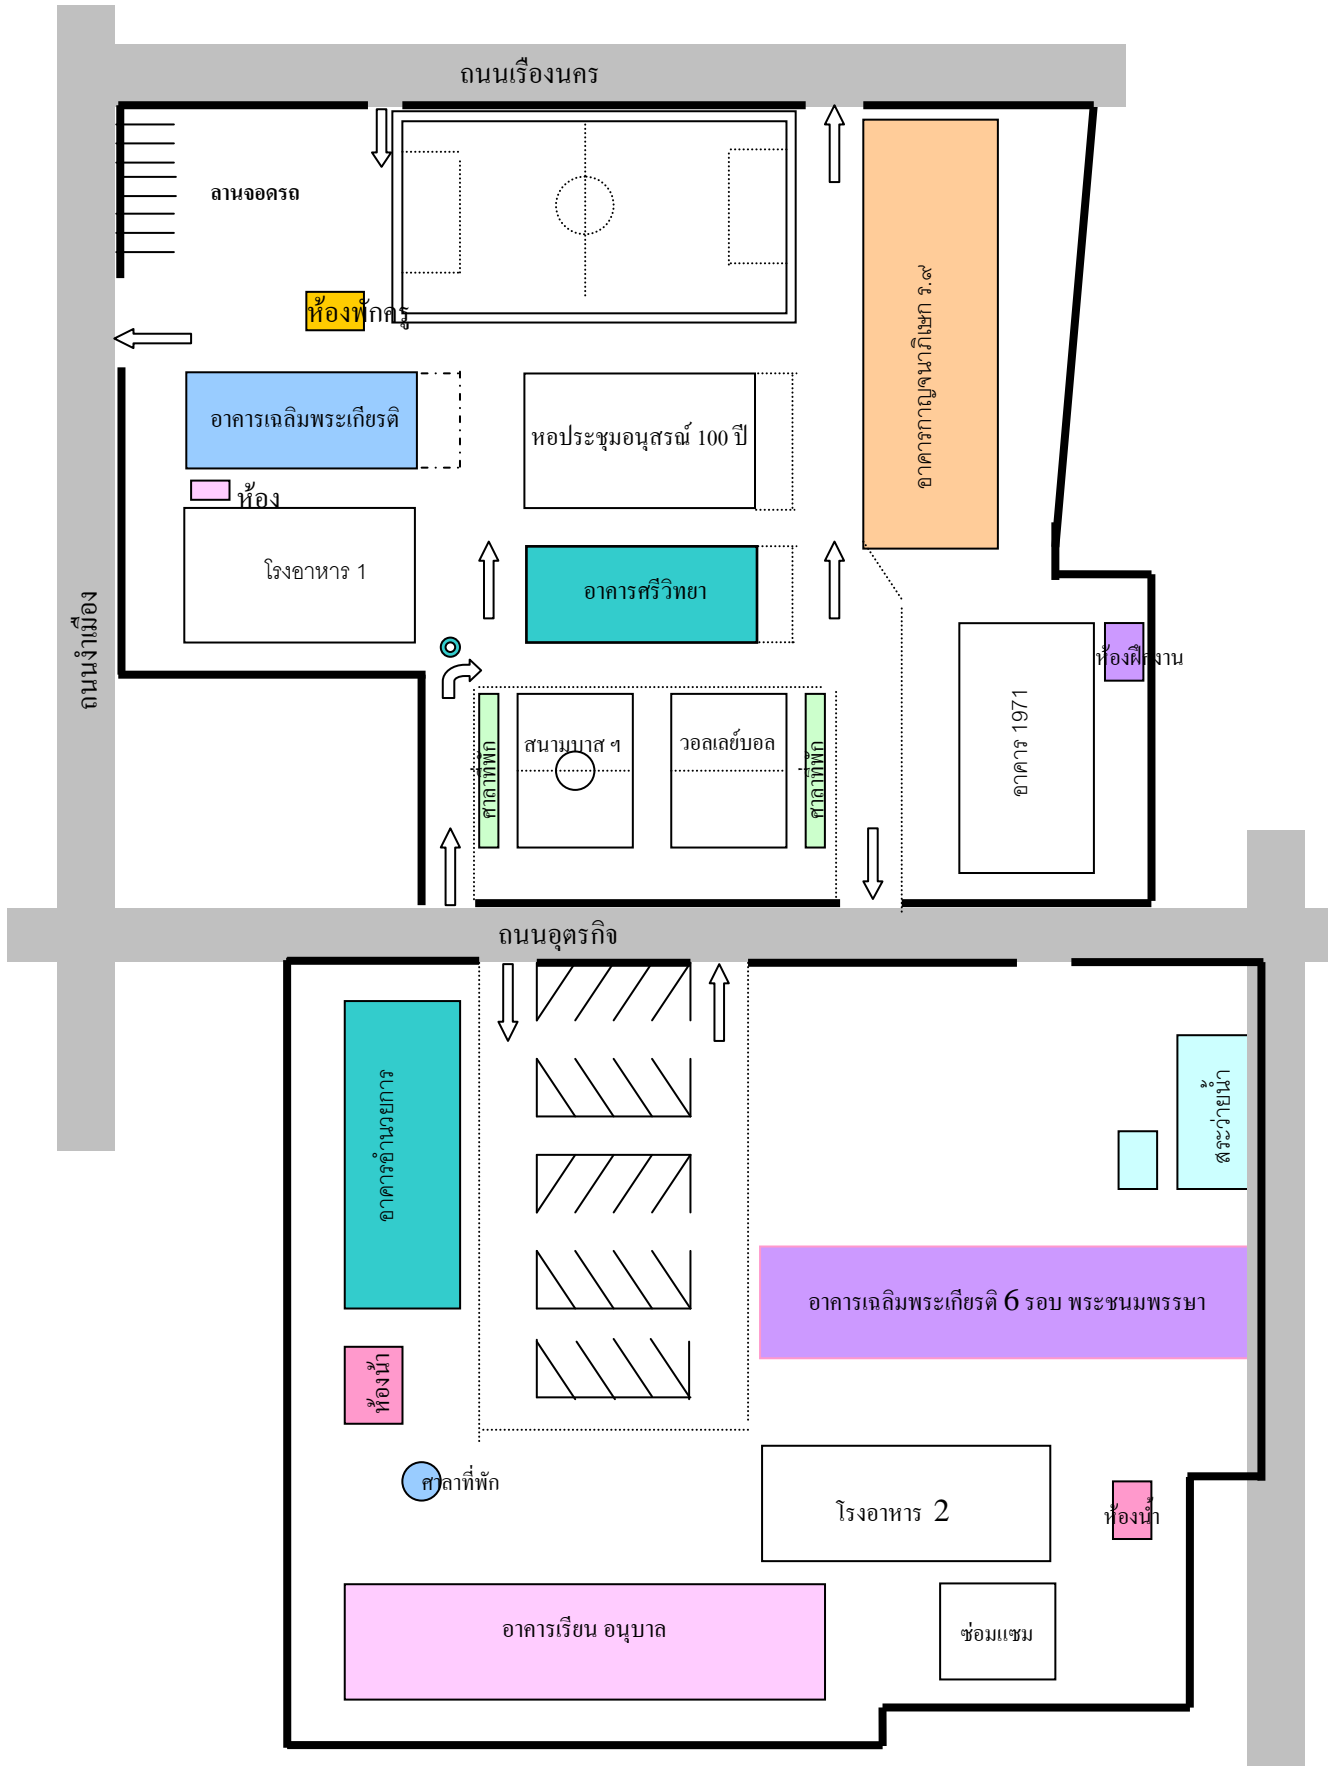 ถนนเรืองนคร
ลานจอดรถ
ห้องพักครู
อาคารกาญจนาภิเษก ร.๙
อาคารเฉลิมพระเกียรติ
หอประชุมอนุสรณ์ 100 ปี
ห้อง
โรงอาหาร 1
อาคารศรีวิทยา
ถนนงำเมือง
ห้องฝึกงาน
อาคาร 1971
ศาลาที่พัก
สนามบาส ฯ
วอลเลย์บอล
ศาลาที่พัก
ถนนอุตรกิจ
อาคารอำนวยการ
สระว่ายน้ำ
อาคารเฉลิมพระเกียรติ 6 รอบ พระชนมพรรษา
ห้องน้ำ
ศาลาที่พัก
โรงอาหาร 2
ห้องน้ำ
อาคารเรียน อนุบาล
ซ่อมแซม